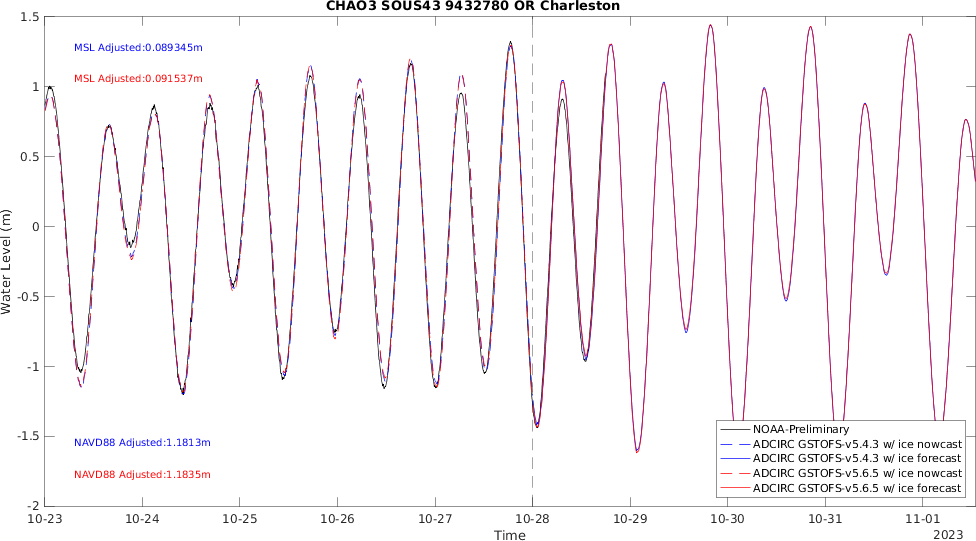 CHAO3 SOUS43 9432780 OR Charleston
1.5
1
0.5
0
-0.5
-1
-1.5
-2
Water Level (m)
MSL Adjusted:0.089345m
MSL Adjusted:0.091537m
NAVD88 Adjusted:1.1813m
NAVD88 Adjusted:1.1835m
NOAA-Preliminary
ADCIRC GSTOFS-v5.4.3 w/ ice nowcast
ADCIRC GSTOFS-v5.4.3 w/ ice forecast
ADCIRC GSTOFS-v5.6.5 w/ ice nowcast
ADCIRC GSTOFS-v5.6.5 w/ ice forecast
10-23 10-24 10-25 10-26 10-27 10-28 10-29 10-30 10-31 11-01
Time
2023